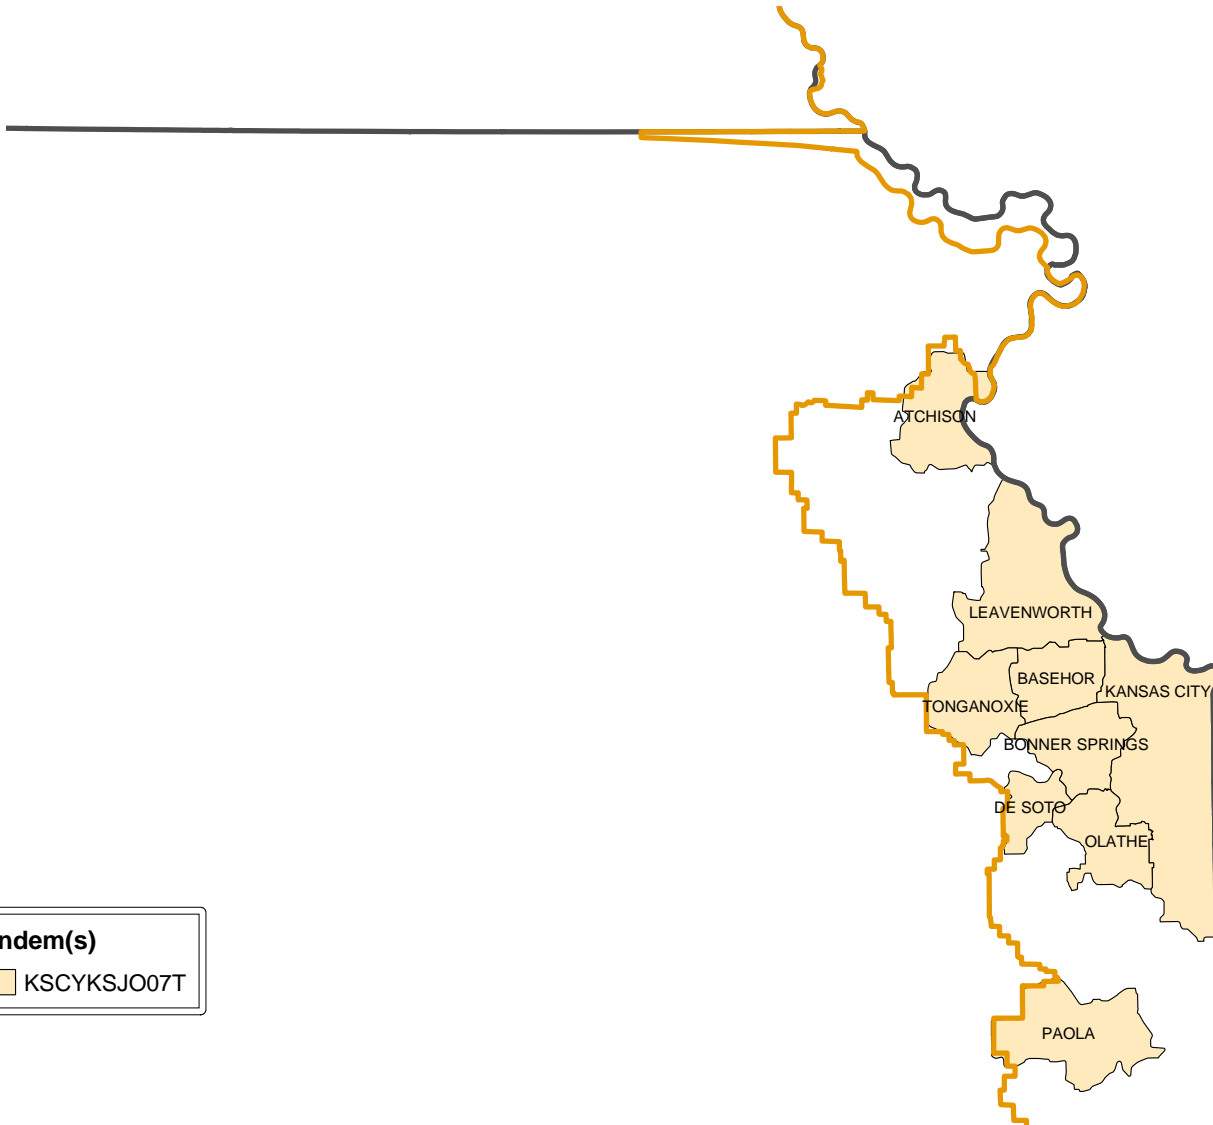 ATCHISON
LEAVENWORTH
BASEHOR
KANSAS CITY
TONGANOXIE
BONNER SPRINGS
DE SOTO
OLATHE
ndem(s)
KSCYKSJO07T
PAOLA